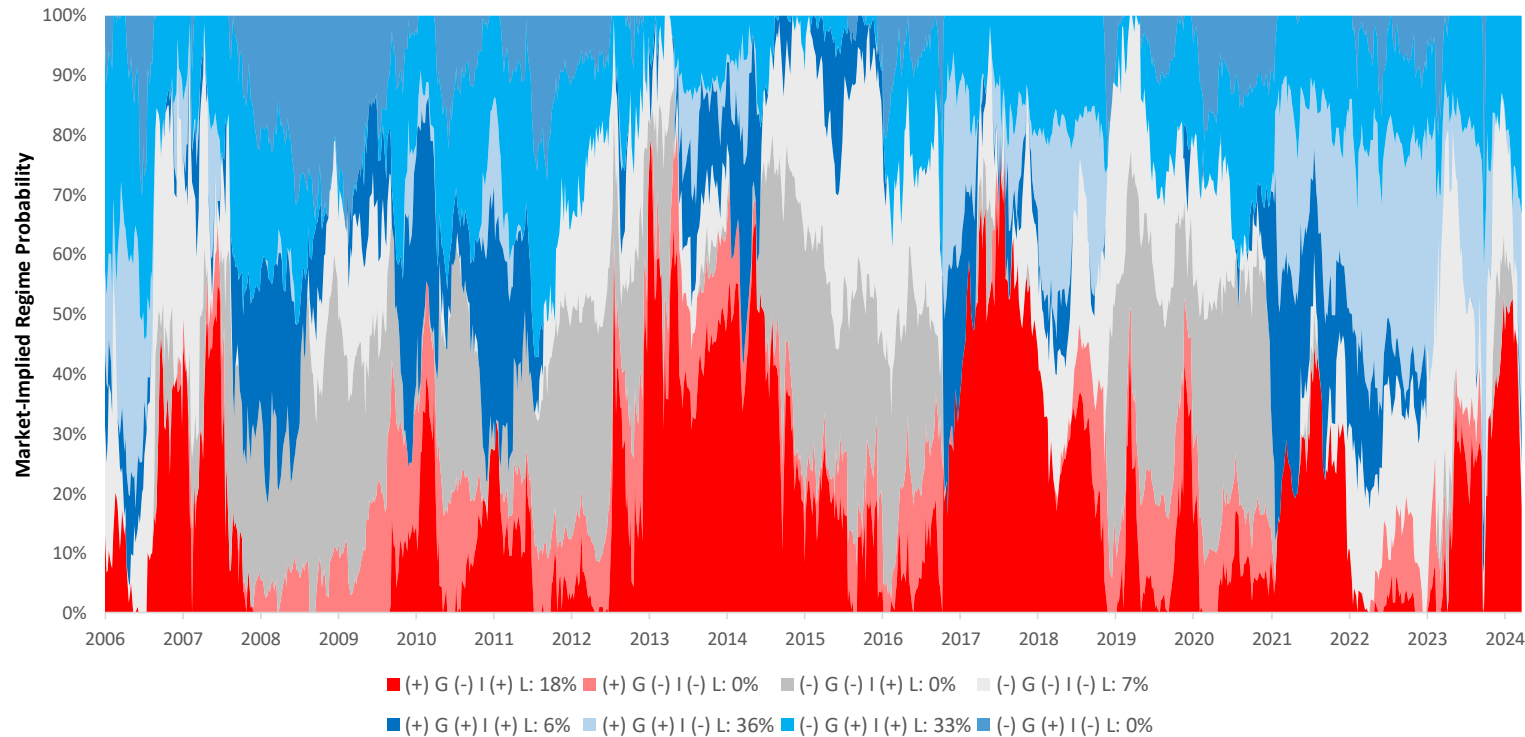 100%
90%
80%
70%
60%
50%
40%
30%
20%
10%
0%
Market-Implied Regime Probability
2006 2007 2008 2009 2010 2011 2012 2013 2014 2015 2016 2017 2018 2019 2020 2021 2022 2023 2024
(+) G (-) I (+) L: 18% (+) G (-) I (-) L: 0% (-) G (-) I (+) L: 0% (-) G (-) I (-) L: 7%
(+) G (+) I (+) L: 6% (+) G (+) I (-) L: 36% (-) G (+) I (+) L: 33% (-) G (+) I (-) L: 0%